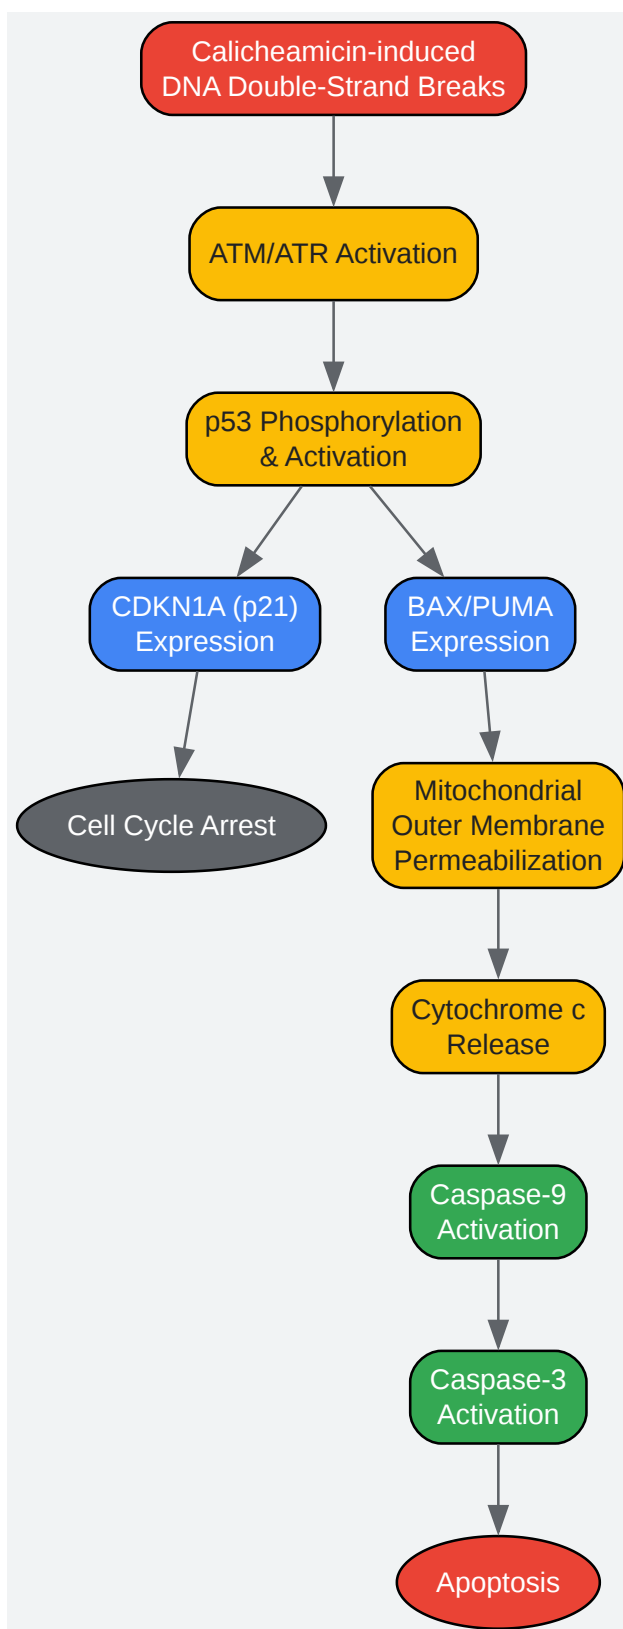 Calicheamicin-induced
DNA Double-Strand Breaks
ATM/ATR Activation
p53 Phosphorylation
& Activation
CDKN1A (p21)
Expression
BAX/PUMA
Expression
Cell Cycle Arrest
Mitochondrial
Outer Membrane
Permeabilization
Cytochrome c
Release
Caspase-9
Activation
Caspase-3
Activation
Apoptosis